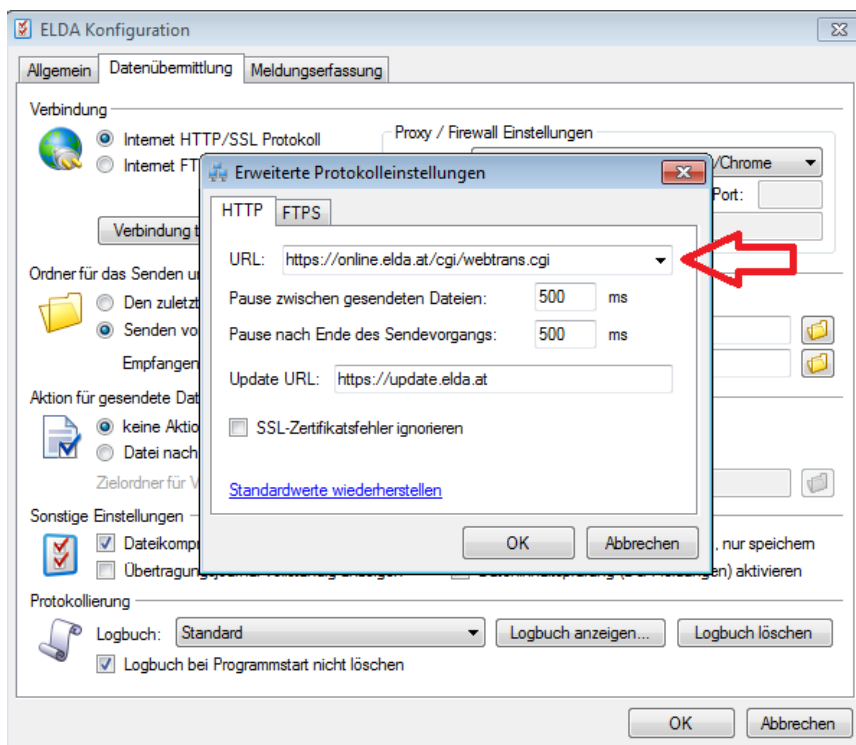 ELDA Konfiguration
Allgemein Datenübermittlung Meldungserfassung
Verbindung
Internet HTTP/SSL Protokoll
Proxy / Firewall Einstellungen
Internet FT
/Chrome
Port:
Verbindung t
Erweiterte Protokolleinstellungen
HTTP FTPS
URL: https://online.elda.at/cgi/webtrans.cgi
Pause zwischen gesendeten Dateien: 500 ms
Pause nach Ende des Sendevorgangs: 500 ms
Update URL: https://update.elda.at
SSL-Zertifikatsfehler ignorieren
Standardwerte wiederherstellen
OK Abbrechen
Ordner für das Senden u
Den zuletzt
Senden vo
Empfangen
Aktion für gesendete Dat
keine Aktio
Datei nach
Zielordner für V
Sonstige Einstellungen
Dateikompr
, nur speichern
aktivieren
Protokollierung
Logbuch: Standard Logbuch anzeigen... Logbuch löschen
Logbuch bei Programmstart nicht löschen
OK Abbrechen